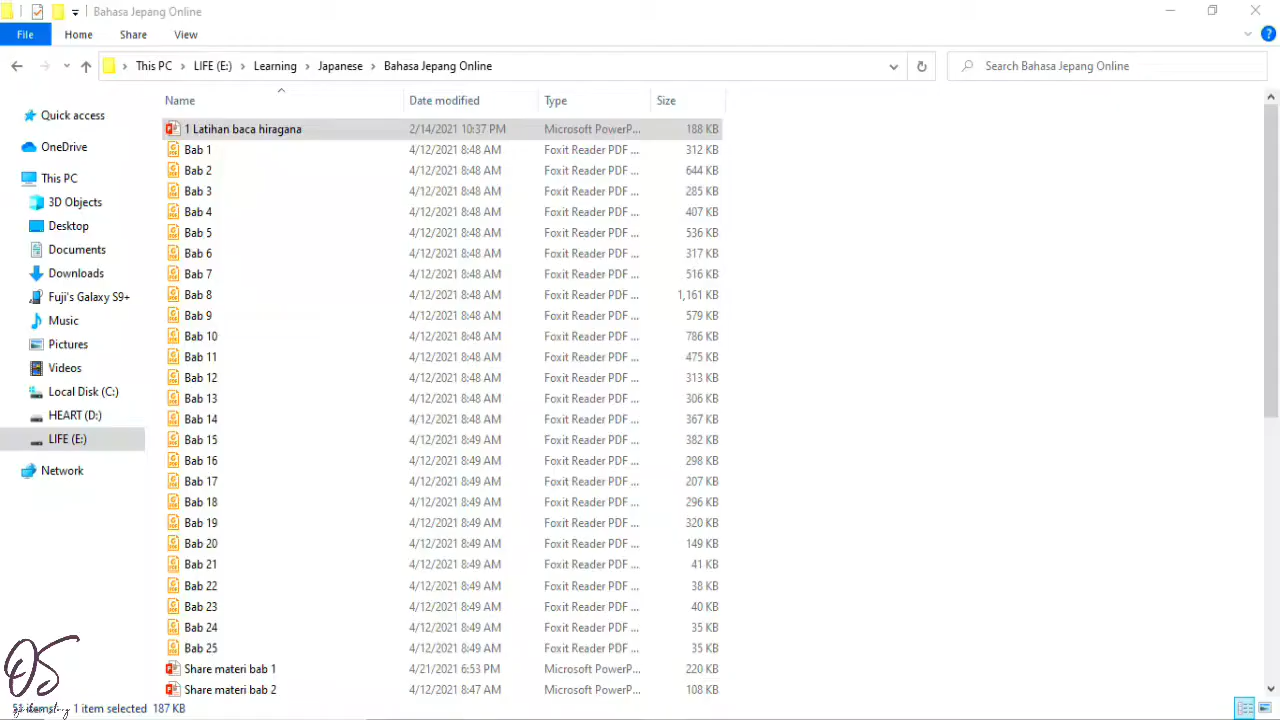 Bahasa Jepang Online
File Home Share View
This PC LIFE (E:) Learning Japanese Bahasa Jepang Online
Search Bahasa Jepang Online
Name Date modified Type Size
Quick access
OneDrive
This PC
3D Objects
Desktop
Documents
Downloads
Fuji's Galaxy S9+
Music
Pictures
Videos
Local Disk (C:)
HEART (D:)
LIFE (E:)
Network
1 Latihan baca hiragana 2/14/2021 10:37 PM Microsoft PowerP... 188 KB
Bab 1 4/12/2021 8:48 AM Foxit Reader PDF ... 312 KB
Bab 2 4/12/2021 8:48 AM Foxit Reader PDF ... 644 KB
Bab 3 4/12/2021 8:48 AM Foxit Reader PDF ... 285 KB
Bab 4 4/12/2021 8:48 AM Foxit Reader PDF ... 407 KB
Bab 5 4/12/2021 8:48 AM Foxit Reader PDF ... 536 KB
Bab 6 4/12/2021 8:48 AM Foxit Reader PDF ... 317 KB
Bab 7 4/12/2021 8:48 AM Foxit Reader PDF ... 516 KB
Bab 8 4/12/2021 8:48 AM Foxit Reader PDF ... 1,161 KB
Bab 9 4/12/2021 8:48 AM Foxit Reader PDF ... 579 KB
Bab 10 4/12/2021 8:48 AM Foxit Reader PDF ... 786 KB
Bab 11 4/12/2021 8:48 AM Foxit Reader PDF ... 475 KB
Bab 12 4/12/2021 8:48 AM Foxit Reader PDF ... 313 KB
Bab 13 4/12/2021 8:48 AM Foxit Reader PDF ... 306 KB
Bab 14 4/12/2021 8:48 AM Foxit Reader PDF ... 367 KB
Bab 15 4/12/2021 8:48 AM Foxit Reader PDF ... 382 KB
Bab 16 4/12/2021 8:49 AM Foxit Reader PDF ... 298 KB
Bab 17 4/12/2021 8:49 AM Foxit Reader PDF ... 207 KB
Bab 18 4/12/2021 8:49 AM Foxit Reader PDF ... 296 KB
Bab 19 4/12/2021 8:49 AM Foxit Reader PDF ... 320 KB
Bab 20 4/12/2021 8:49 AM Foxit Reader PDF ... 149 KB
Bab 21 4/12/2021 8:49 AM Foxit Reader PDF ... 41 KB
Bab 22 4/12/2021 8:49 AM Foxit Reader PDF ... 38 KB
Bab 23 4/12/2021 8:49 AM Foxit Reader PDF ... 40 KB
Bab 24 4/12/2021 8:49 AM Foxit Reader PDF ... 35 KB
Bab 25 4/12/2021 8:49 AM Foxit Reader PDF ... 35 KB
Share materi bab 1 4/21/2021 6:53 PM Microsoft PowerP... 220 KB
Share materi bab 2 4/12/2021 8:47 AM Microsoft PowerP... 108 KB
OS
1 item selected 187 KB